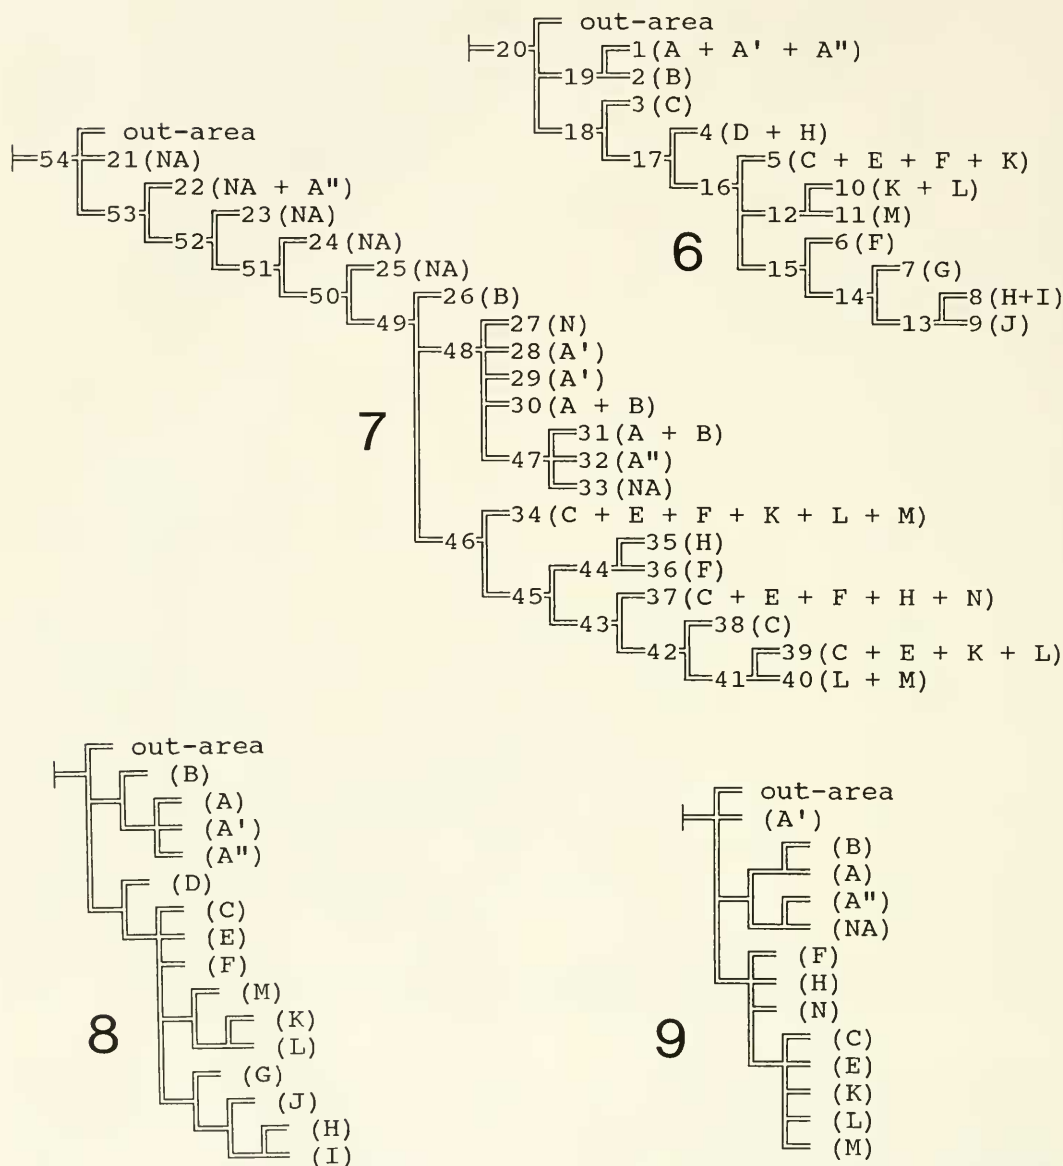 out-area
20
1(A + A' + A")
19
2(B)
3(C)
18
4(D + H)
17
5(C + E + F + K)
16
10(K + L)
12
11(M)
6(F)
15
7(G)
14
8(H+I)
13
9(J)
6
out-area
54
21(NA)
22(NA + A")
53
23(NA)
52
24(NA)
51
25(NA)
50
26(B)
49
27(N)
48
28(A')
29(A')
30(A + B)
31(A + B)
47
32(A")
33(NA)
34(C + E + F + K + L + M)
46
35(H)
44
36(F)
45
37(C + E + F + H + N)
43
38(C)
42
39(C + E + K + L)
41
40(L + M)
7
out-area
(B)
(A)
(A')
(A")
(D)
(C)
(E)
(F)
(M)
(K)
(L)
(G)
(J)
(H)
(I)
8
out-area
(A')
(B)
(A)
(A")
(NA)
(F)
(H)
(N)
(C)
(E)
(K)
(L)
(M)
9